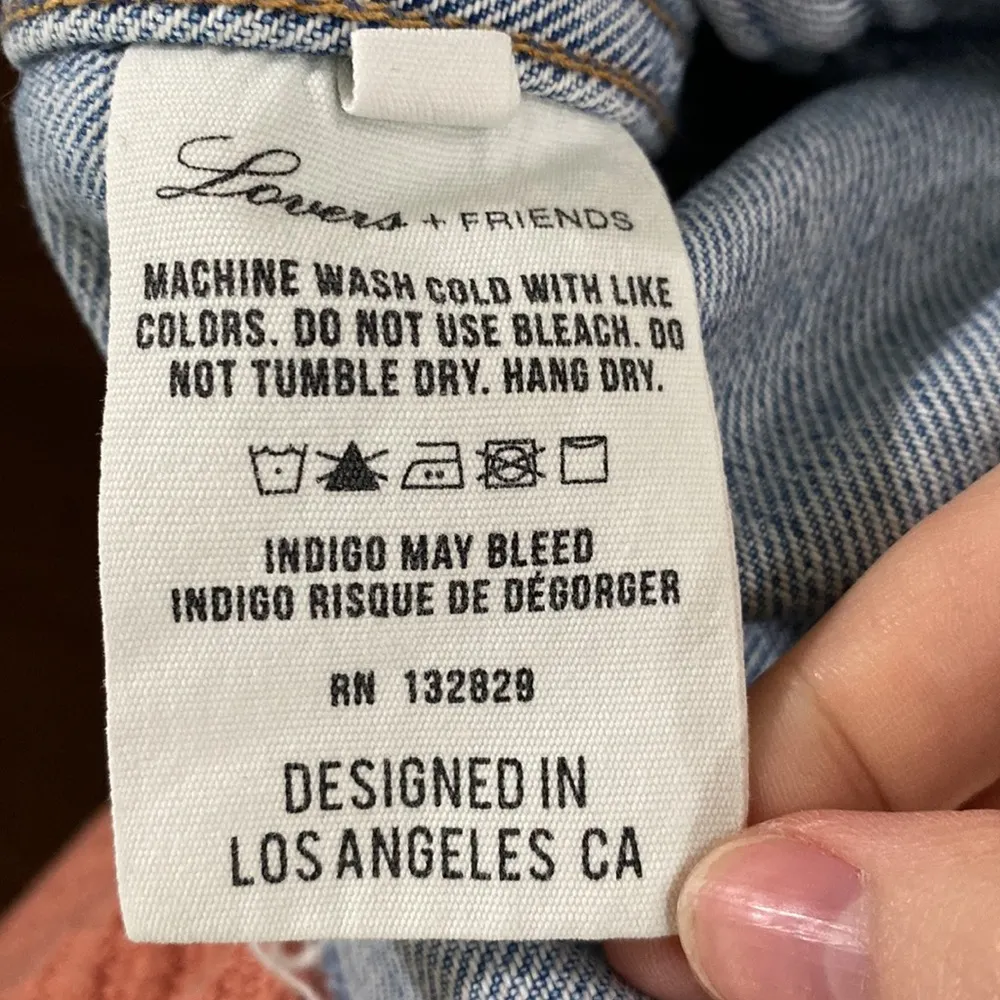 Lovers + FRIENDS
MACHINE WASH COLD WITH LIKE
COLORS. DO NOT USE BLEACH. DO
NOT TUMBLE DRY. HANG DRY.
INDIGO MAY BLEED
INDIGO RISQUE DE DÉGORGER
RN 132829
DESIGNED IN
LOS ANGELES CA